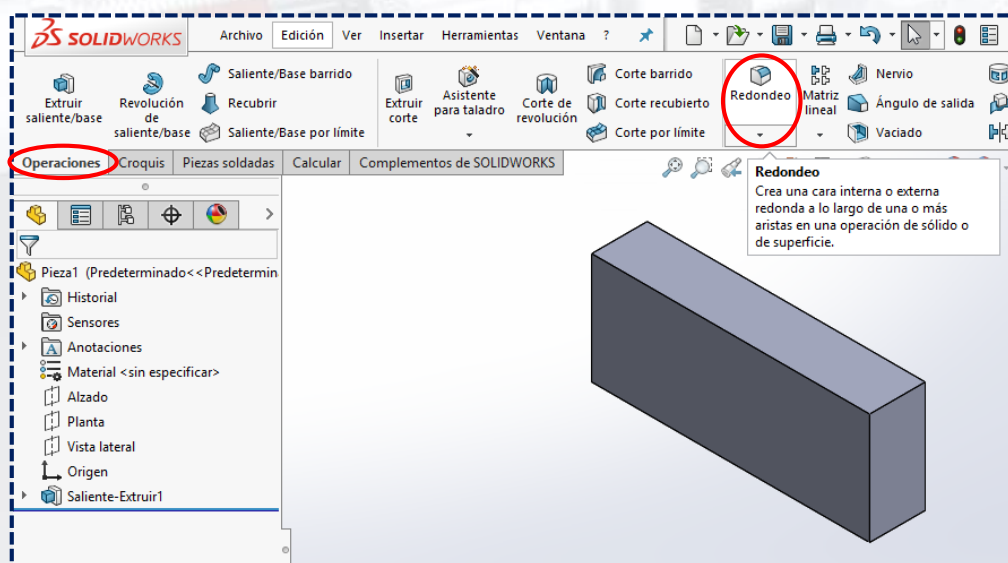 SOLIDWORKS
Archivo Edición Ver Insertar Herramientas Ventana ?
Extruir saliente/base
Revolución de saliente/base
Saliente/Base barrido
Recubrir
Saliente/Base por límite
Extruir corte
Asistente para taladro
Corte de revolución
Corte barrido
Corte recubierto
Corte por límite
Redondeo
Matriz lineal
Nervio
Ángulo de salida
Vaciado
Operaciones Croquis Piezas soldadas Calcular Complementos de SOLIDWORKS
Redondeo
Crea una cara interna o externa
redonda a lo largo de una o más
aristas en una operación de sólido o
de superficie.
Pieza1 (Predeterminado<<Predetermin
Historial
Sensores
A Anotaciones
Material <sin especificar>
Alzado
Planta
Vista lateral
Origen
Saliente-Extruir1